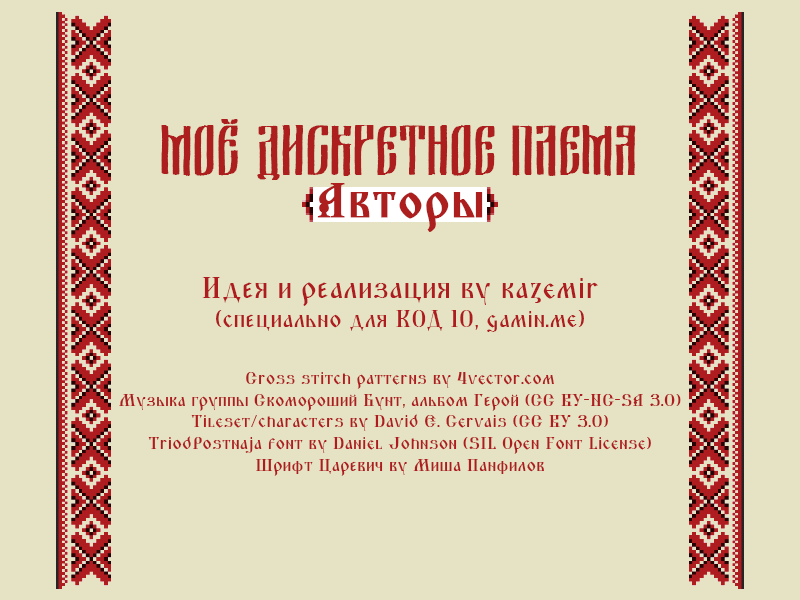 МОЁ ДИСКРЕТНОЕ ПЛЕМЯ
Авторы
Идея и реализация by kazemir
(специально для КОД 10, gamin.me)
Cross stitch patterns by 4vector.com
Музыка группы Скомороший Бунт, альбом Герой (CC BY-NC-SA 3.0)
Tileset/characters by David E. Gervais (CC BY 3.0)
TriodPostnaja font by Daniel Johnson (SIL Open Font License)
Шрифт Царевич by Миша Панфилов